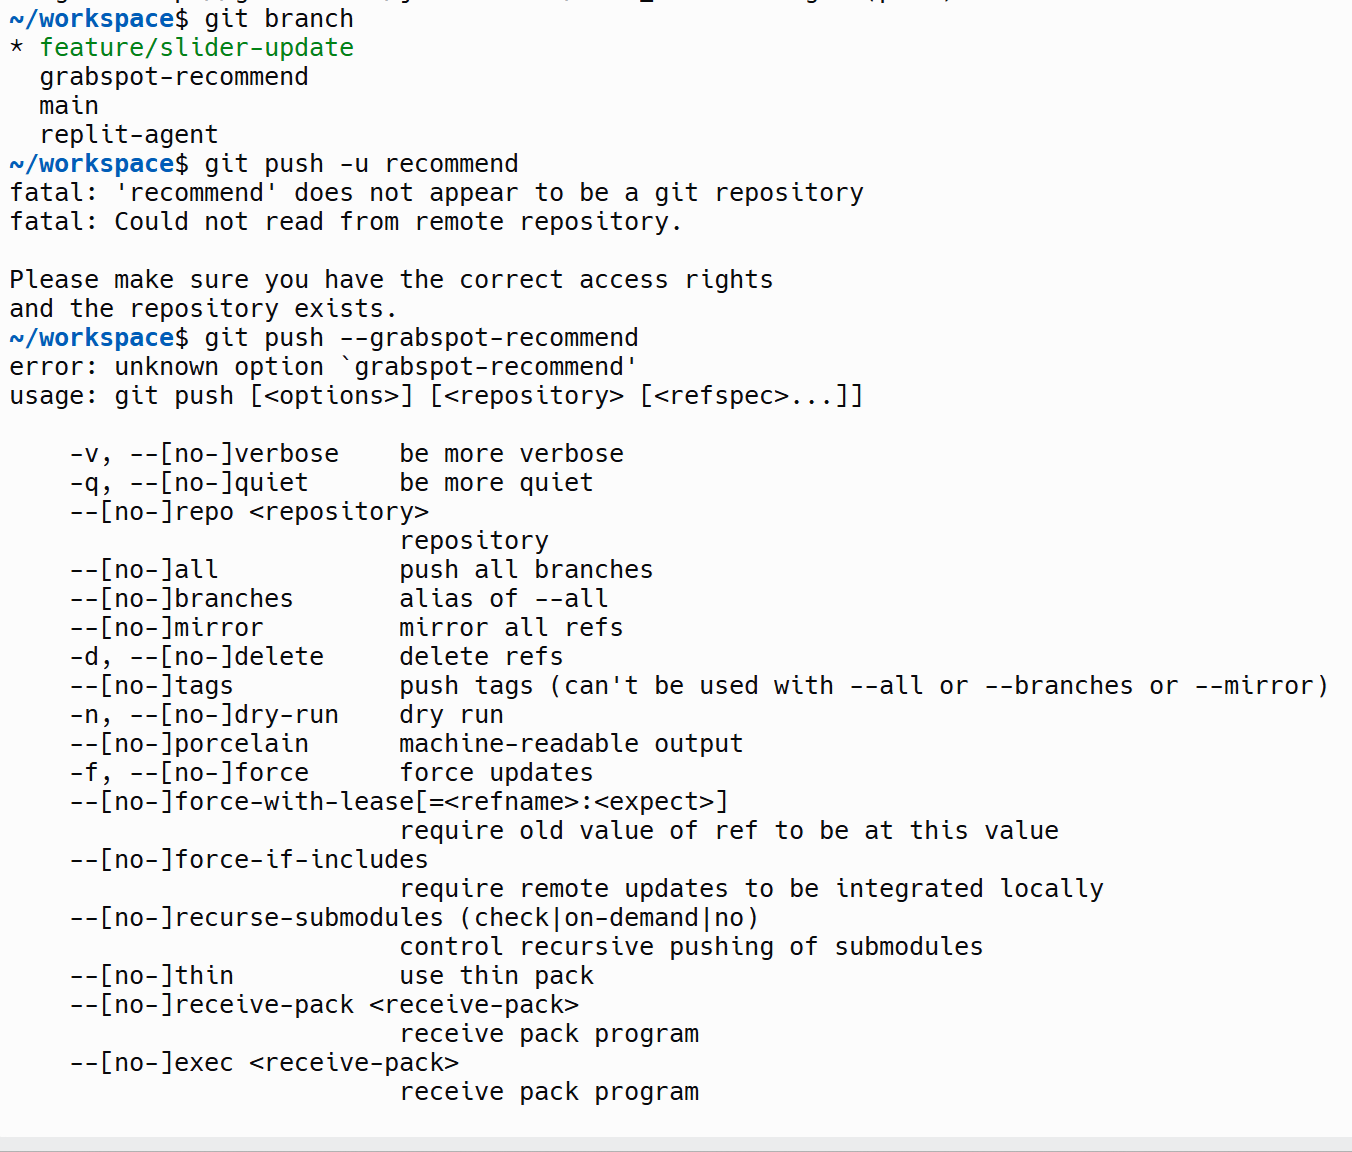 ~/workspace$ git branch
* feature/slider-update
  grabspot-recommend
  main
  replit-agent
~/workspace$ git push -u recommend
fatal: 'recommend' does not appear to be a git repository
fatal: Could not read from remote repository.

Please make sure you have the correct access rights
and the repository exists.
~/workspace$ git push --grabspot-recommend
error: unknown option `grabspot-recommend'
usage: git push [<options>] [<repository> [<refspec>...]]

    -v, --[no-]verbose    be more verbose
    -q, --[no-]quiet      be more quiet
    --[no-]repo <repository>
                          repository
    --[no-]all            push all branches
    --[no-]branches       alias of --all
    --[no-]mirror         mirror all refs
    -d, --[no-]delete     delete refs
    --[no-]tags           push tags (can't be used with --all or --branches or --mirror)
    -n, --[no-]dry-run    dry run
    --[no-]porcelain      machine-readable output
    -f, --[no-]force      force updates
    --[no-]force-with-lease[=<refname>:<expect>]
                          require old value of ref to be at this value
    --[no-]force-if-includes
                          require remote updates to be integrated locally
    --[no-]recurse-submodules (check|on-demand|no)
                          control recursive pushing of submodules
    --[no-]thin           use thin pack
    --[no-]receive-pack <receive-pack>
                          receive pack program
    --[no-]exec <receive-pack>
                          receive pack program